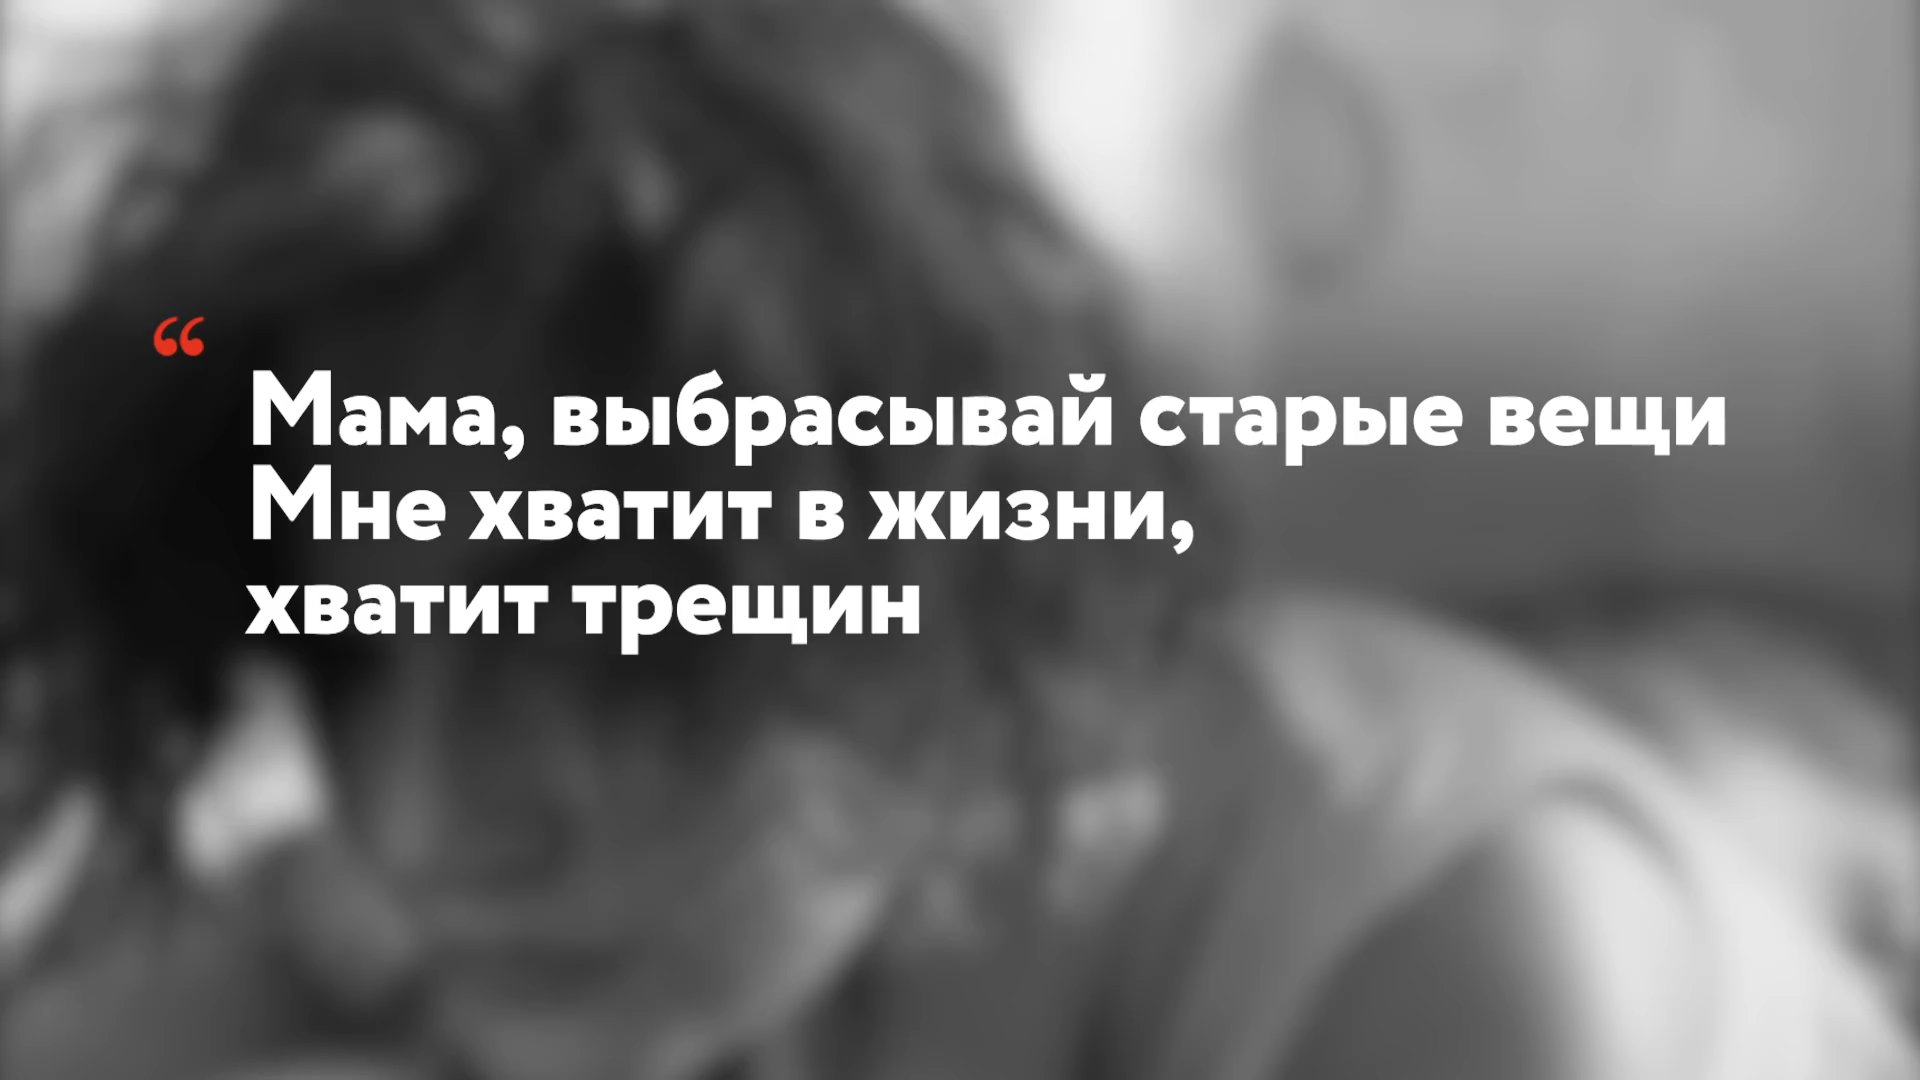 “
Мама, выбрасывай старые вещи
Мне хватит в жизни,
хватит трещин